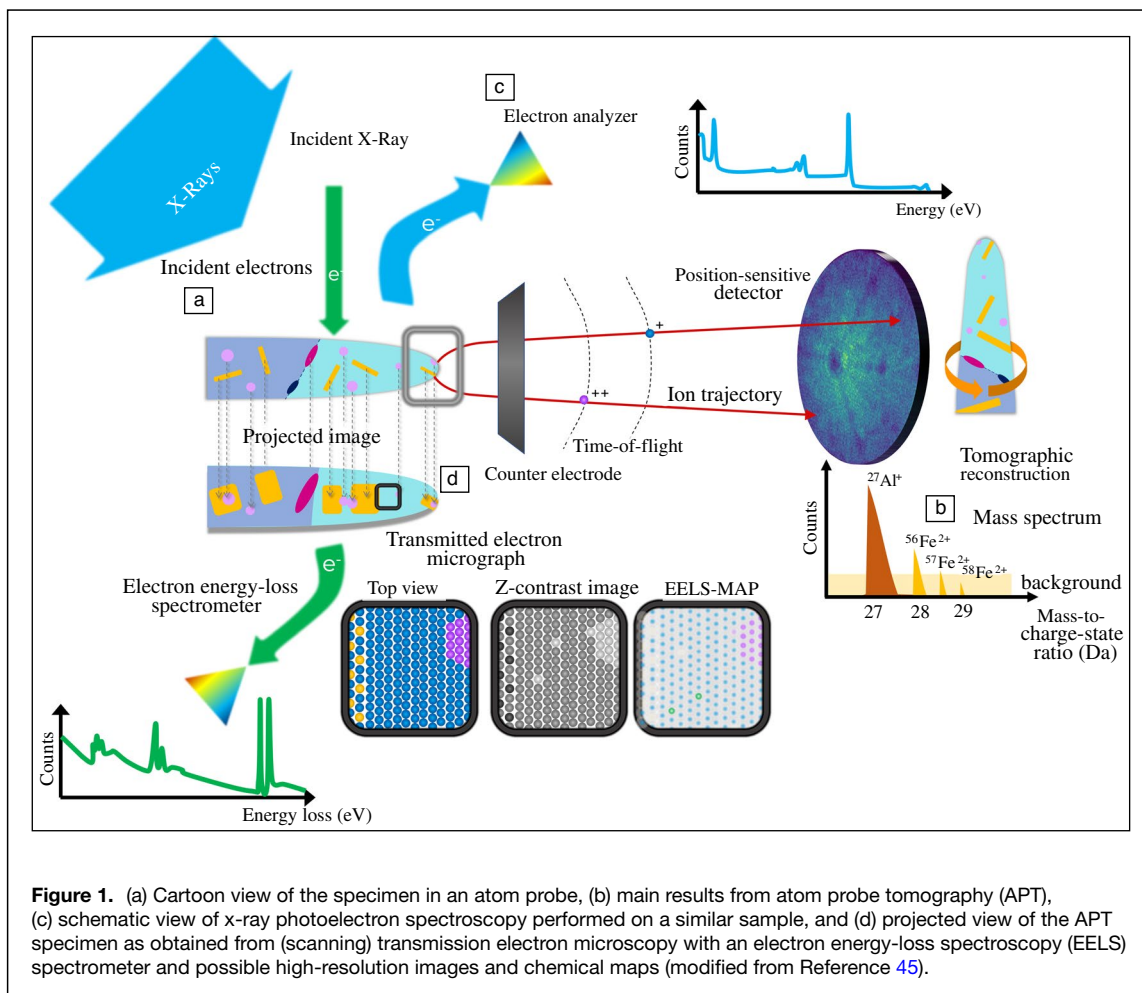 c
Electron analyzer
Incident X-Ray
X-Rays
Counts
Energy (eV)
e-
Incident electrons
e-
a
Position-sensitive
detector
+
++
Ion trajectory
Time-of-flight
Counter electrode
Projected image
d
Tomographic
reconstruction
Transmitted electron
micrograph
e-
Electron energy-loss
spectrometer
Top view
Z-contrast image
EELS-MAP
Counts
Energy loss (eV)
Counts
27Al+
b
Mass spectrum
56Fe2+
57Fe2+
58Fe2+
background
27 28 29
Mass-to-
charge-state
ratio (Da)
Figure 1. (a) Cartoon view of the specimen in an atom probe, (b) main results from atom probe tomography (APT),
(c) schematic view of x-ray photoelectron spectroscopy performed on a similar sample, and (d) projected view of the APT
specimen as obtained from (scanning) transmission electron microscopy with an electron energy-loss spectroscopy (EELS)
spectrometer and possible high-resolution images and chemical maps (modified from Reference 45).